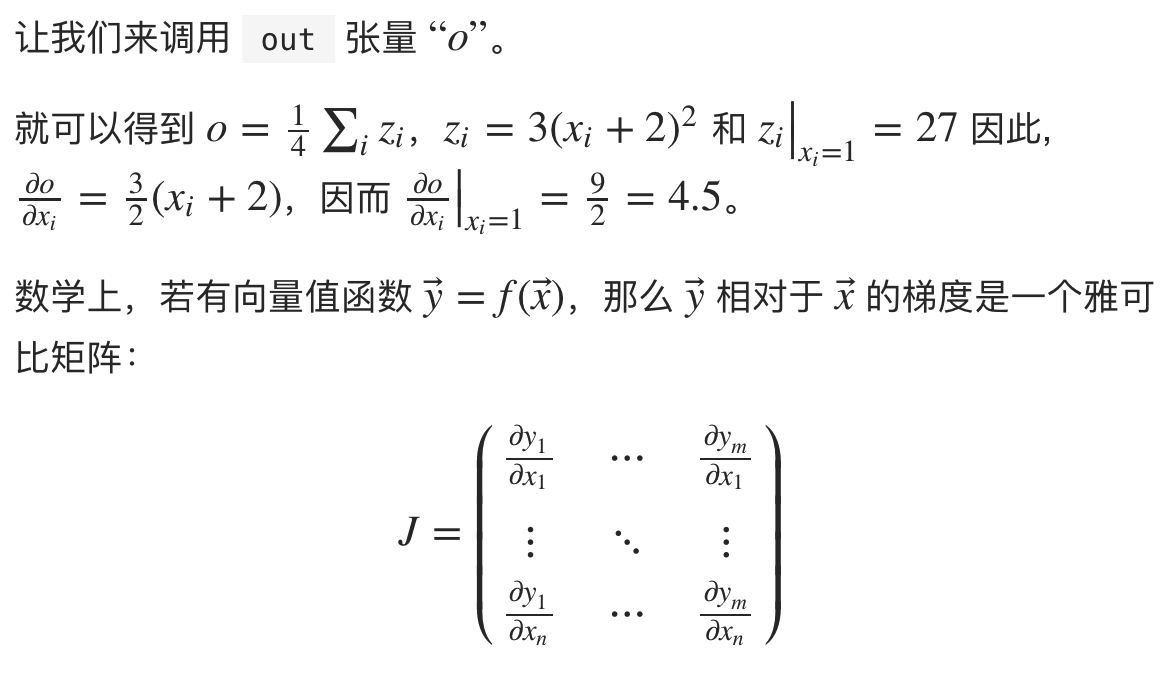 让我们来调用 out 张量 “o”。
就可以得到 $o = \frac{1}{4} \sum_i z_i$，$z_i = 3(x_i + 2)^2$ 和 $z_i\big|_{x_i=1} = 27$ 因此,
$\frac{\partial o}{\partial x_i} = \frac{3}{2}(x_i + 2)$，因而 $\frac{\partial o}{\partial x_i}\big|_{x_i=1} = \frac{9}{2} = 4.5$。
数学上，若有向量值函数 $\vec{y} = f(\vec{x})$，那么 $\vec{y}$ 相对于 $\vec{x}$ 的梯度是一个雅可
比矩阵：
$J = \begin{pmatrix} \frac{\partial y_1}{\partial x_1} & \cdots & \frac{\partial y_m}{\partial x_1} \\ \vdots & \ddots & \vdots \\ \frac{\partial y_1}{\partial x_n} & \cdots & \frac{\partial y_m}{\partial x_n} \end{pmatrix}$